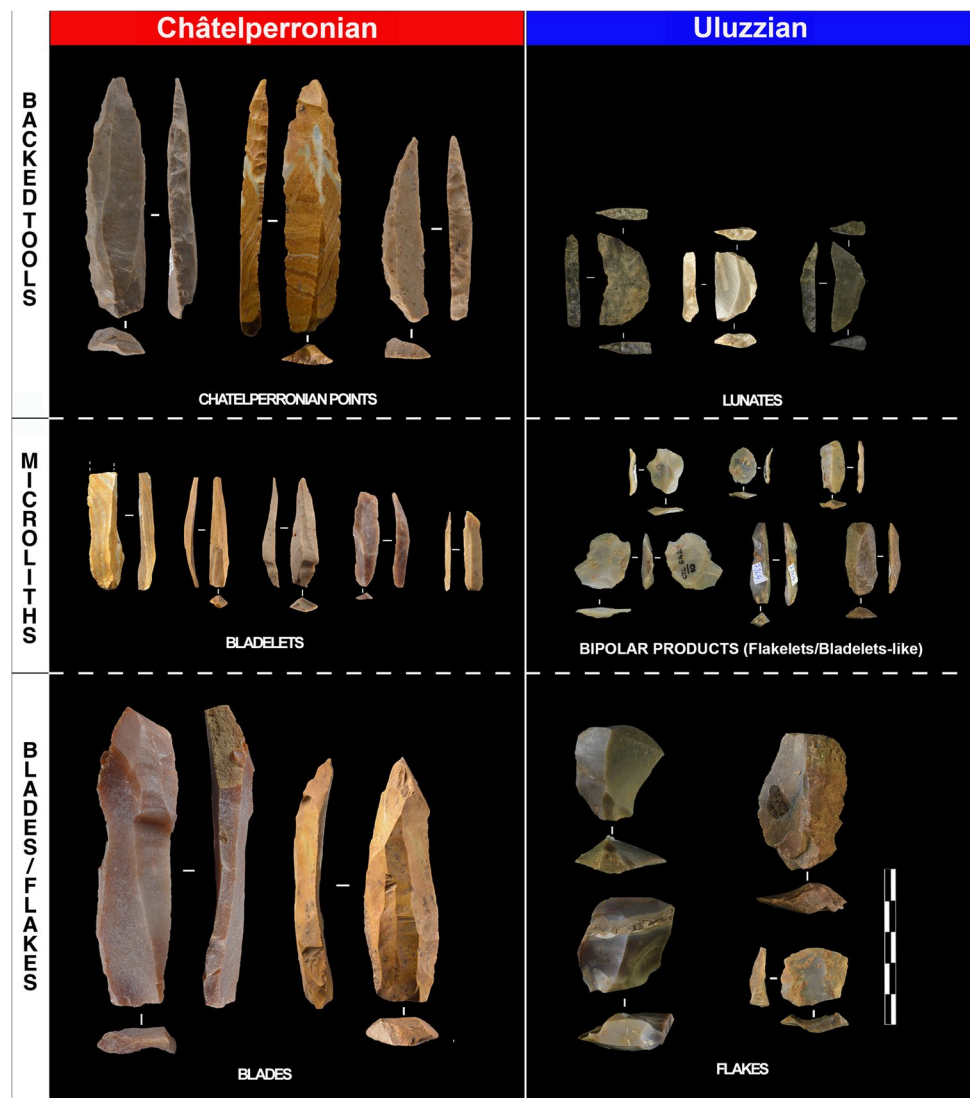 Châtelperronian
Uluzzian
BACKED TOOLS
CHATELPERRONIAN POINTS
LUNATES
MICROLITHS
BLADELETS
BIPOLAR PRODUCTS (Flakelets/Bladelets-like)
BLADES/FLAKES
BLADES
FLAKES